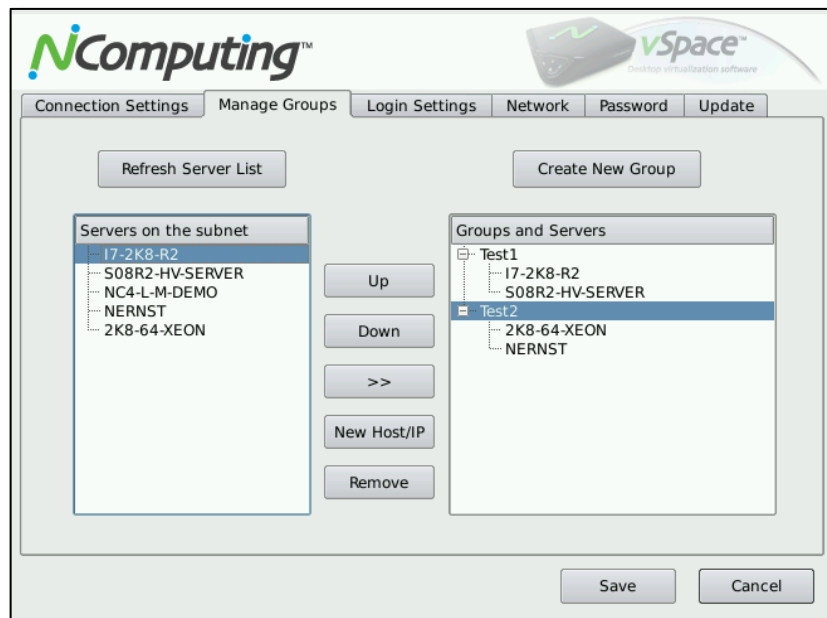 NComputing™
vSpace™
Desktop virtualization software
Connection Settings
Manage Groups
Login Settings
Network
Password
Update
Refresh Server List
Create New Group
Servers on the subnet
I7-2K8-R2
S08R2-HV-SERVER
NC4-L-M-DEMO
NERNST
2K8-64-XEON
Up
Down
>>
New Host/IP
Remove
Groups and Servers
Test1
I7-2K8-R2
S08R2-HV-SERVER
Test2
2K8-64-XEON
NERNST
Save
Cancel